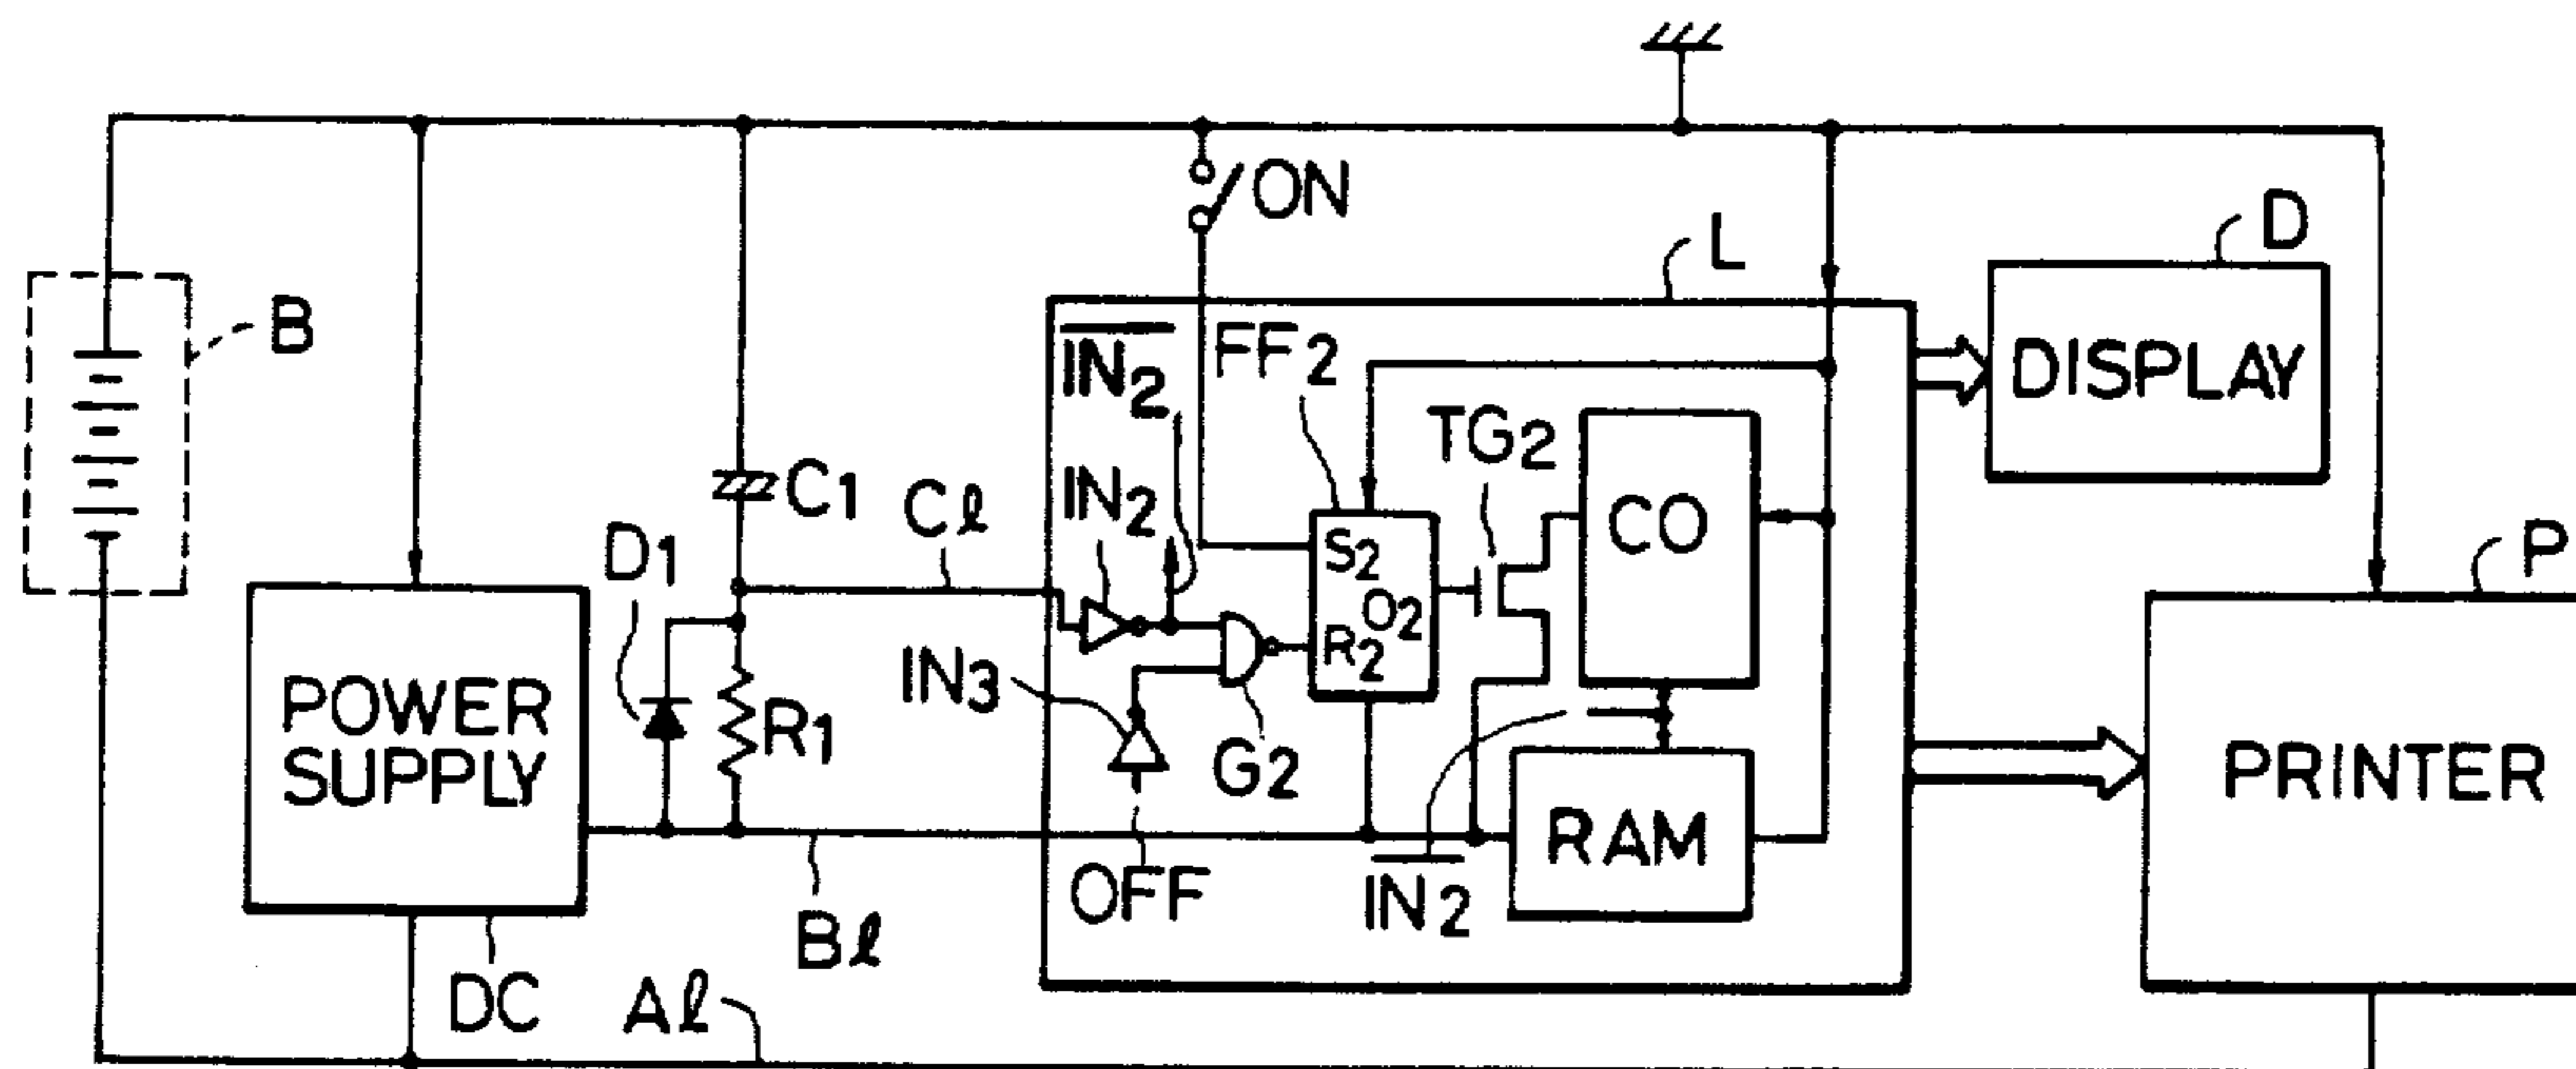 ON
D
L
B
IN2
FF2
DISPLAY
TG2
C1
Cℓ
IN2
CO
P
D1
S2
O2
R2
IN3
R1
G2
POWER
SUPPLY
PRINTER
RAM
OFF
IN2
Bℓ
DC
Aℓ